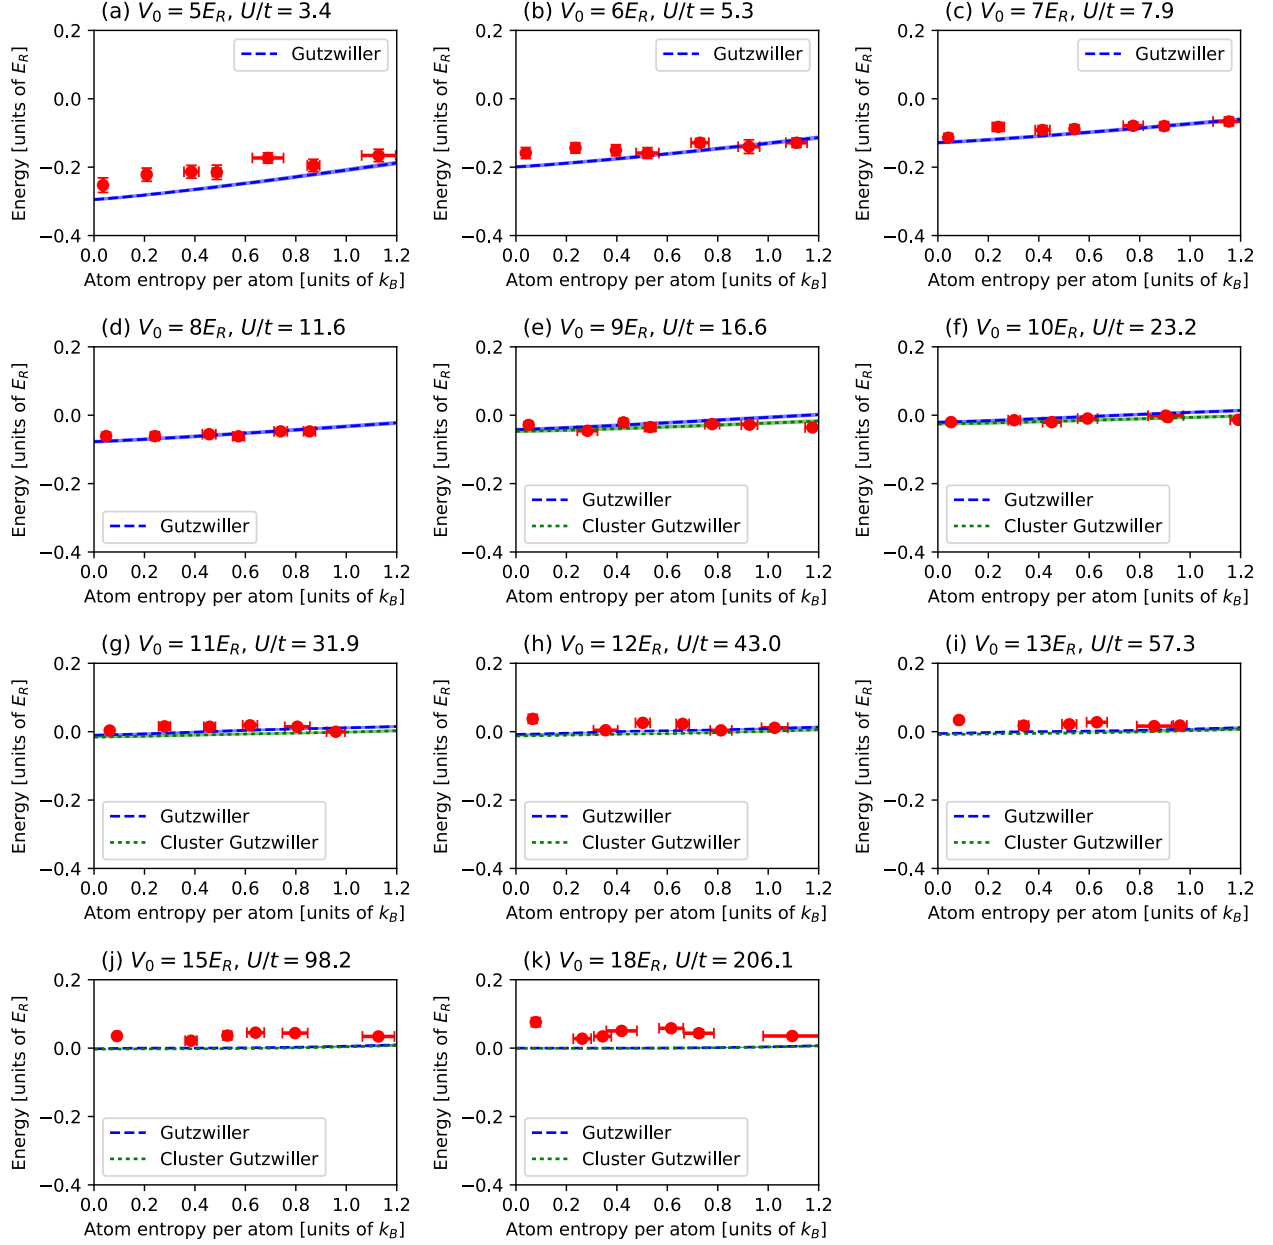 (a) V₀ = 5E_R, U/t = 3.4
Energy [units of E_R]
0.2
0.0
−0.2
−0.4
Gutzwiller
0.0 0.2 0.4 0.6 0.8 1.0 1.2
Atom entropy per atom [units of k_B]
(b) V₀ = 6E_R, U/t = 5.3
Energy [units of E_R]
0.2
0.0
−0.2
−0.4
Gutzwiller
0.0 0.2 0.4 0.6 0.8 1.0 1.2
Atom entropy per atom [units of k_B]
(c) V₀ = 7E_R, U/t = 7.9
Energy [units of E_R]
0.2
0.0
−0.2
−0.4
Gutzwiller
0.0 0.2 0.4 0.6 0.8 1.0 1.2
Atom entropy per atom [units of k_B]
(d) V₀ = 8E_R, U/t = 11.6
Energy [units of E_R]
0.2
0.0
−0.2
−0.4
Gutzwiller
0.0 0.2 0.4 0.6 0.8 1.0 1.2
Atom entropy per atom [units of k_B]
(e) V₀ = 9E_R, U/t = 16.6
Energy [units of E_R]
0.2
0.0
−0.2
−0.4
Gutzwiller
Cluster Gutzwiller
0.0 0.2 0.4 0.6 0.8 1.0 1.2
Atom entropy per atom [units of k_B]
(f) V₀ = 10E_R, U/t = 23.2
Energy [units of E_R]
0.2
0.0
−0.2
−0.4
Gutzwiller
Cluster Gutzwiller
0.0 0.2 0.4 0.6 0.8 1.0 1.2
Atom entropy per atom [units of k_B]
(g) V₀ = 11E_R, U/t = 31.9
Energy [units of E_R]
0.2
0.0
−0.2
−0.4
Gutzwiller
Cluster Gutzwiller
0.0 0.2 0.4 0.6 0.8 1.0 1.2
Atom entropy per atom [units of k_B]
(h) V₀ = 12E_R, U/t = 43.0
Energy [units of E_R]
0.2
0.0
−0.2
−0.4
Gutzwiller
Cluster Gutzwiller
0.0 0.2 0.4 0.6 0.8 1.0 1.2
Atom entropy per atom [units of k_B]
(i) V₀ = 13E_R, U/t = 57.3
Energy [units of E_R]
0.2
0.0
−0.2
−0.4
Gutzwiller
Cluster Gutzwiller
0.0 0.2 0.4 0.6 0.8 1.0 1.2
Atom entropy per atom [units of k_B]
(j) V₀ = 15E_R, U/t = 98.2
Energy [units of E_R]
0.2
0.0
−0.2
−0.4
Gutzwiller
Cluster Gutzwiller
0.0 0.2 0.4 0.6 0.8 1.0 1.2
Atom entropy per atom [units of k_B]
(k) V₀ = 18E_R, U/t = 206.1
Energy [units of E_R]
0.2
0.0
−0.2
−0.4
Gutzwiller
Cluster Gutzwiller
0.0 0.2 0.4 0.6 0.8 1.0 1.2
Atom entropy per atom [units of k_B]